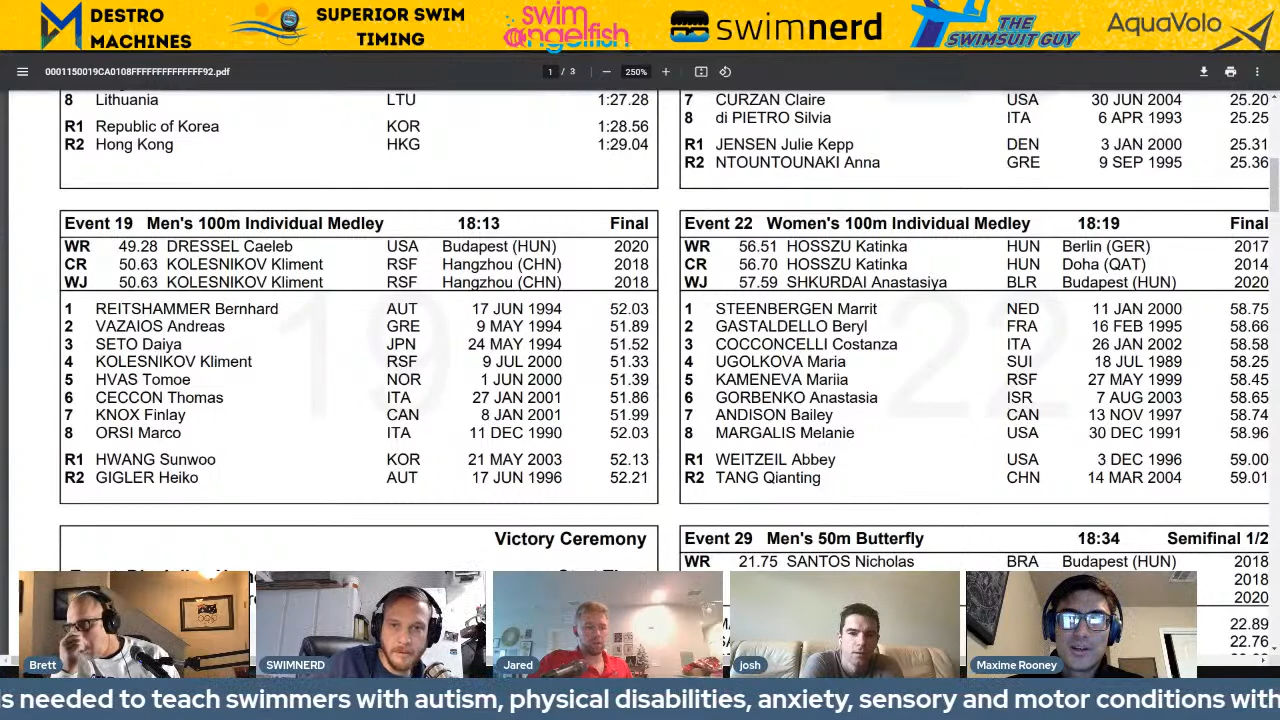 DESTRO MACHINES
SUPERIOR SWIM TIMING
swim angelfish
swimnerd
THE SWIMSUIT GUY
AquaVolo
0001150019CA0108FFFFFFFFFFFFFF92.pdf
1 / 3
250%
8 Lithuania LTU 1:27.28
R1 Republic of Korea KOR 1:28.56
R2 Hong Kong HKG 1:29.04
7 CURZAN Claire USA 30 JUN 2004 25.20
8 di PIETRO Silvia ITA 6 APR 1993 25.25
R1 JENSEN Julie Kepp DEN 3 JAN 2000 25.31
R2 NTOUNTOUNAKI Anna GRE 9 SEP 1995 25.36
Event 19 Men's 100m Individual Medley 18:13 Final
WR 49.28 DRESSEL Caeleb USA Budapest (HUN) 2020
CR 50.63 KOLESNIKOV Kliment RSF Hangzhou (CHN) 2018
WJ 50.63 KOLESNIKOV Kliment RSF Hangzhou (CHN) 2018
1 REITSHAMMER Bernhard AUT 17 JUN 1994 52.03
2 VAZAIOS Andreas GRE 9 MAY 1994 51.89
3 SETO Daiya JPN 24 MAY 1994 51.52
4 KOLESNIKOV Kliment RSF 9 JUL 2000 51.33
5 HVAS Tomoe NOR 1 JUN 2000 51.39
6 CECCON Thomas ITA 27 JAN 2001 51.86
7 KNOX Finlay CAN 8 JAN 2001 51.99
8 ORSI Marco ITA 11 DEC 1990 52.03
R1 HWANG Sunwoo KOR 21 MAY 2003 52.13
R2 GIGLER Heiko AUT 17 JUN 1996 52.21
19
Event 22 Women's 100m Individual Medley 18:19 Final
WR 56.51 HOSSZU Katinka HUN Berlin (GER) 2017
CR 56.70 HOSSZU Katinka HUN Doha (QAT) 2014
WJ 57.59 SHKURDAI Anastasiya BLR Budapest (HUN) 2020
1 STEENBERGEN Marrit NED 11 JAN 2000 58.75
2 GASTALDELLO Beryl FRA 16 FEB 1995 58.66
3 COCCONCELLI Costanza ITA 26 JAN 2002 58.58
4 UGOLKOVA Maria SUI 18 JUL 1989 58.25
5 KAMENEVA Mariia RSF 27 MAY 1999 58.45
6 GORBENKO Anastasia ISR 7 AUG 2003 58.65
7 ANDISON Bailey CAN 13 NOV 1997 58.74
8 MARGALIS Melanie USA 30 DEC 1991 58.96
R1 WEITZEIL Abbey USA 3 DEC 1996 59.00
R2 TANG Qianting CHN 14 MAR 2004 59.01
22
Victory Ceremony
Event 29 Men's 50m Butterfly 18:34 Semifinal 1/2
WR 21.75 SANTOS Nicholas BRA Budapest (HUN) 2018
2018
2020
22.89
22.76
Brett
SWIMNERD
Jared
josh
Maxime Rooney
s needed to teach swimmers with autism, physical disabilities, anxiety, sensory and motor conditions with